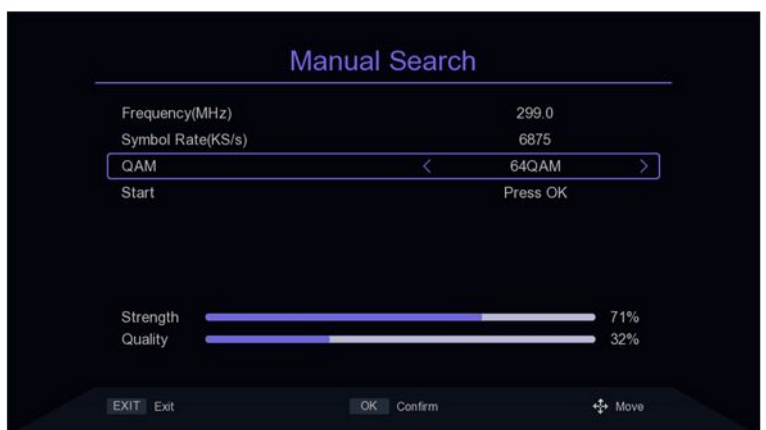 Manual Search
Frequency(MHz) 299.0
Symbol Rate(KS/s) 6875
QAM < 64QAM >
Start Press OK
Strength 71%
Quality 32%
EXIT Exit OK Confirm Move